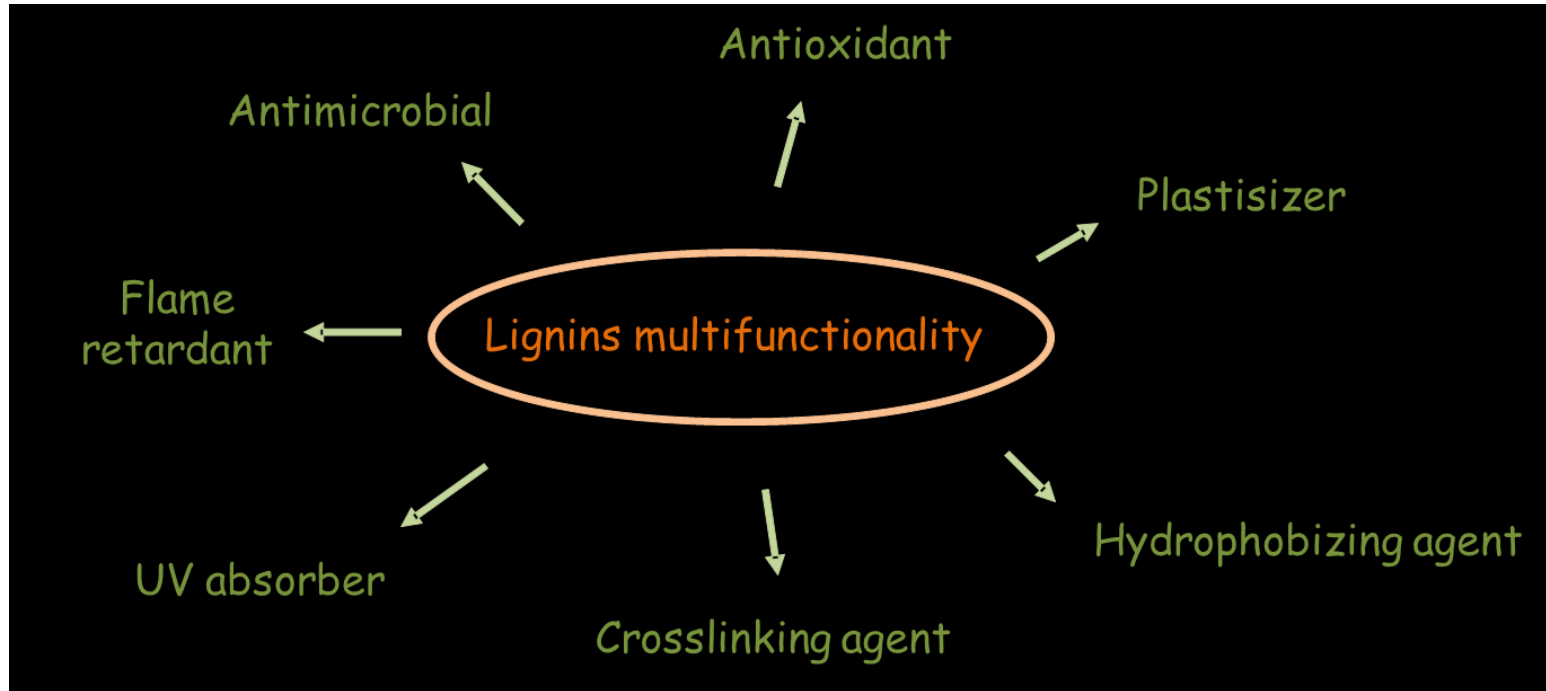 Antioxidant
Antimicrobial
Plastisizer
Flame
retardant
Lignins multifunctionality
Hydrophobizing agent
UV absorber
Crosslinking agent